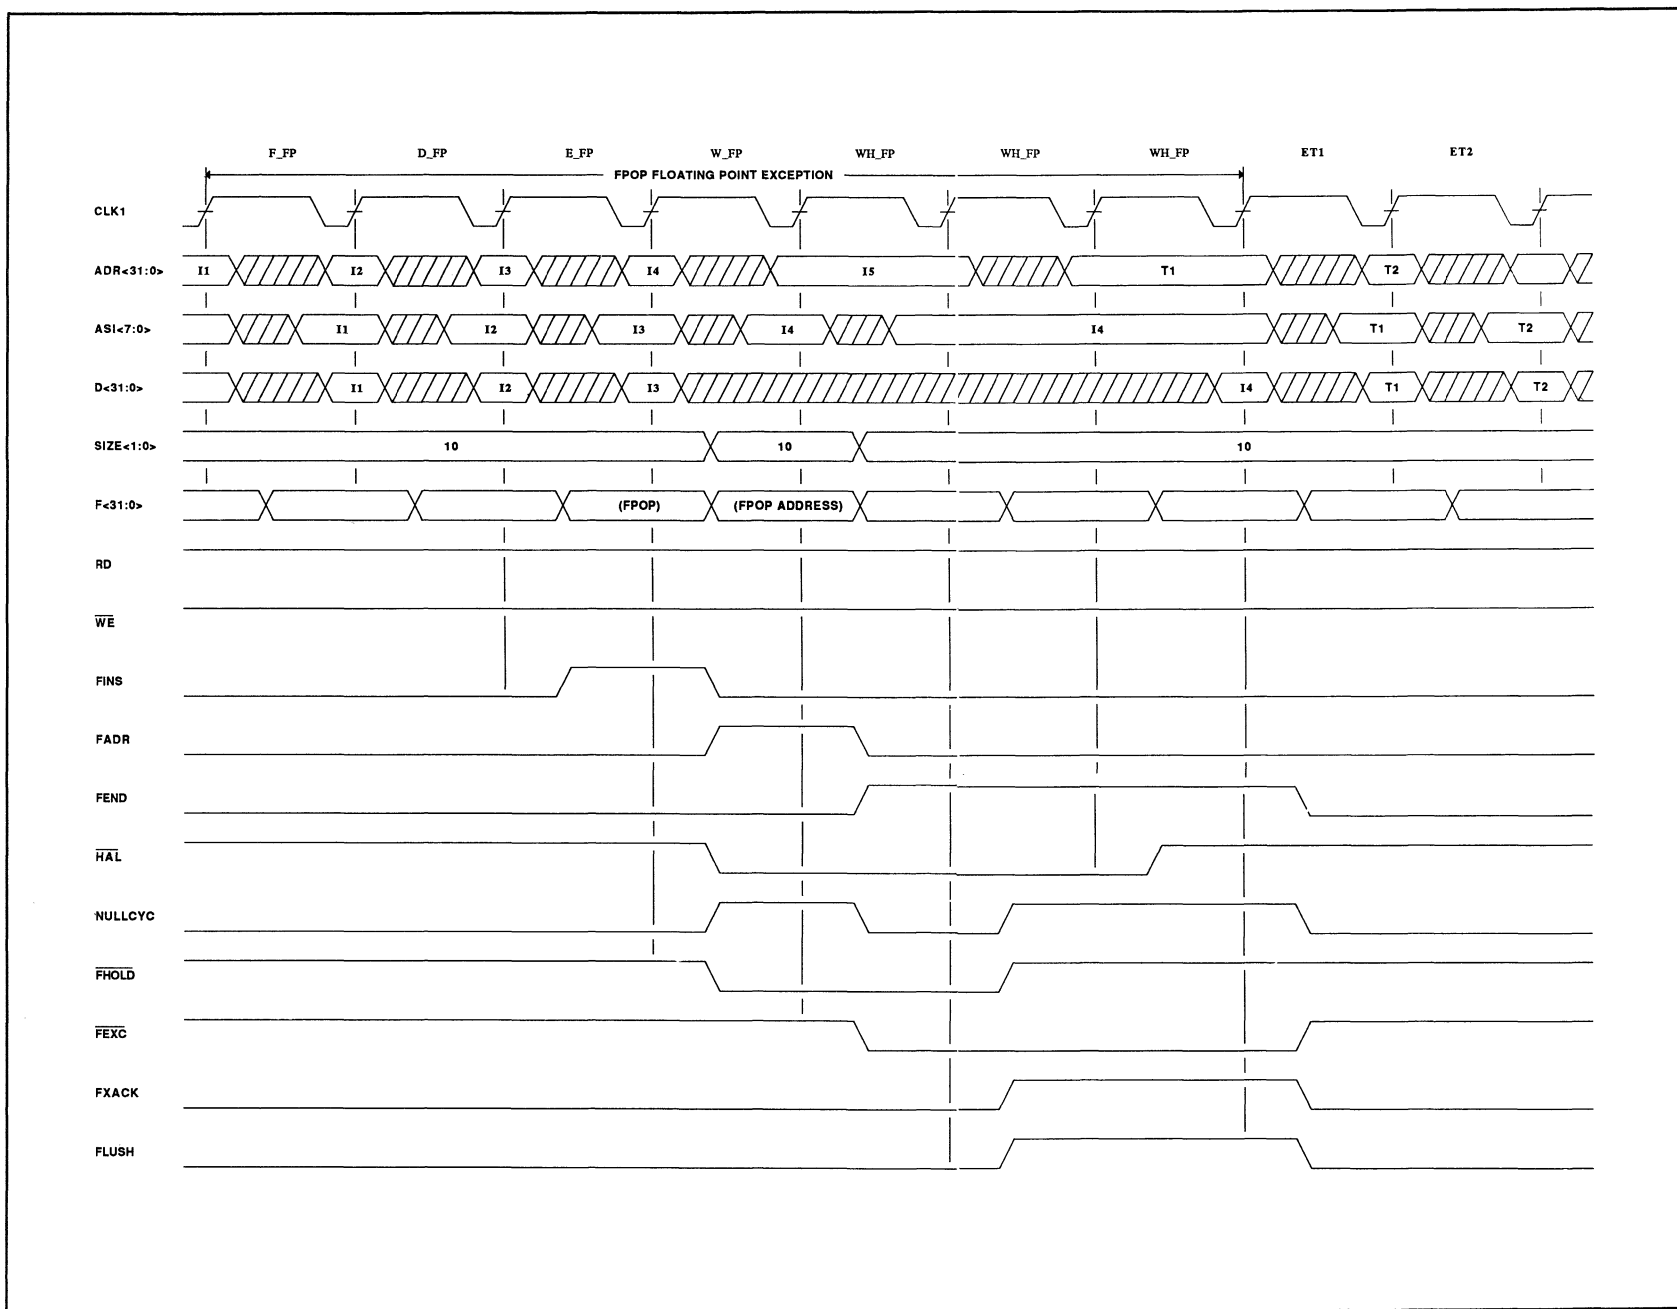 F_FP D_FP E_FP W_FP WH_FP WH_FP WH_FP ET1 ET2
FPOP FLOATING POINT EXCEPTION
CLK1
ADR<31:0> I1 I2 I3 I4 I5 T1 T2
ASI<7:0> I1 I2 I3 I4 I4 T1 T2
D<31:0> I1 I2 I3 I4 T1 T2
SIZE<1:0> 10 10 10
F<31:0> (FPOP) (FPOP ADDRESS)
RD
WE
FINS
FADR
FEND
HAL
NULLCYC
FHOLD
FEXC
FXACK
FLUSH